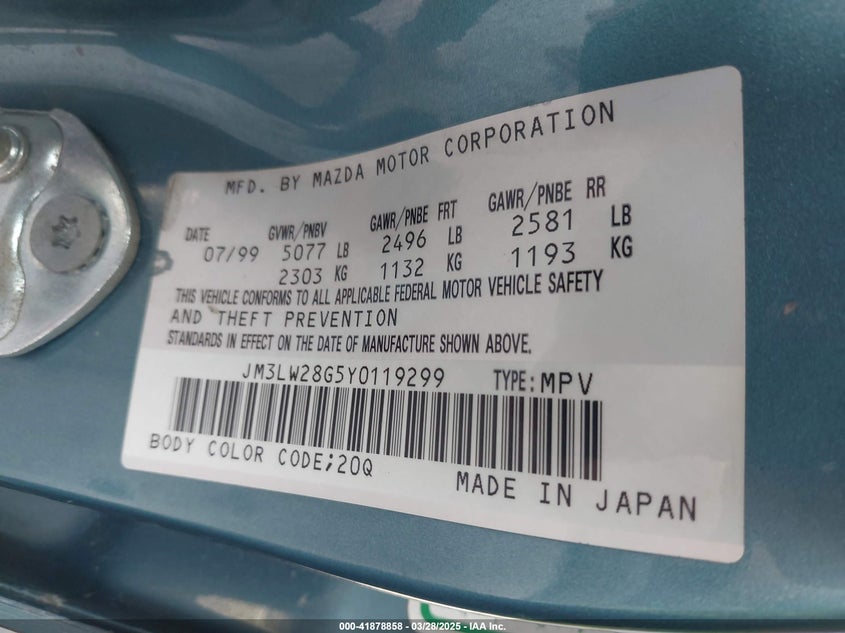 MFD. BY MAZDA MOTOR CORPORATION
DATE GVWR/PNBV GAWR/PNBE FRT GAWR/PNBE RR
07/99 5077 LB 2496 LB 2581 LB
2303 KG 1132 KG 1193 KG
THIS VEHICLE CONFORMS TO ALL APPLICABLE FEDERAL MOTOR VEHICLE SAFETY
AND THEFT PREVENTION
STANDARDS IN EFFECT ON THE DATE OF MANUFACTURE SHOWN ABOVE.
JM3LW28G5Y0119299 TYPE: MPV
BODY COLOR CODE;20Q
MADE IN JAPAN
000-41878858 | 03/28/2025 - IAA Inc.